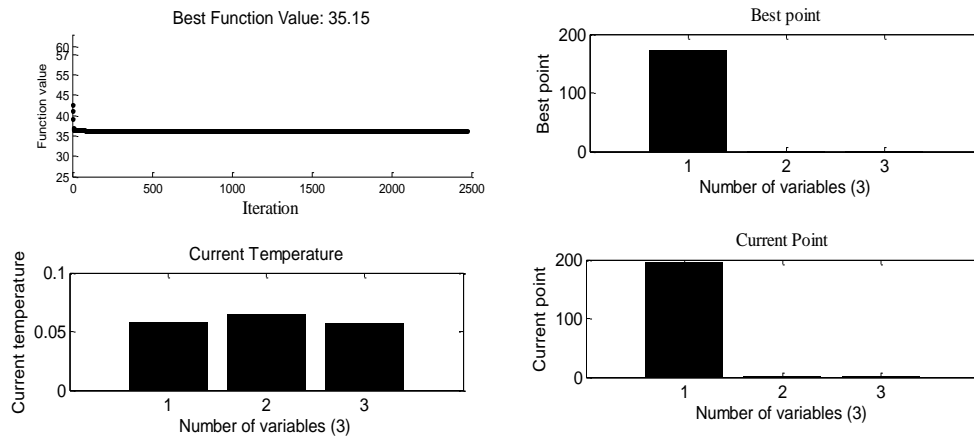 Best Function Value: 35.15
Function value
60
57
55
45
40
35
30
25
0 500 1000 1500 2000 2500
Iteration
Best point
Best point
200
100
0
1 2 3
Number of variables (3)
Current Temperature
Current temperature
0.1
0.05
0
1 2 3
Number of variables (3)
Current Point
Current point
200
100
0
1 2 3
Number of variables (3)